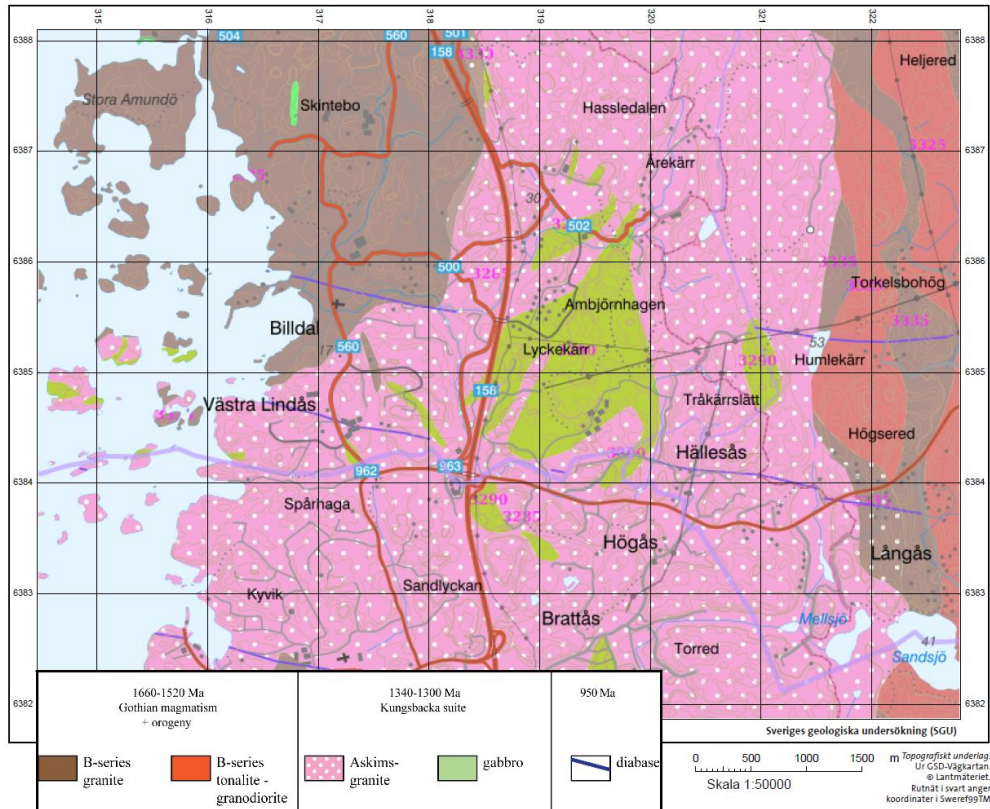 315 316 317 318 319 320 321 322
6388 504 560 501 158 6388
Heljered
Stora Amundö
Skintebo
Hassledalen
6387 3325 6387
Årekärr
30
502
6386 500 3285 6386
Torkelsbohög
Ambjörnhagen
Billdal
3335
17 560 Lyckekärr 53
3290 Humlekärr
6385 6385
158 Tråkärrslätt
Västra Lindås
Högsered
Hällesås
963
962
6384 6384
3290
Spårhaga
3285
Högås Långås
Sandlyckan
Kyvik
6383 6383
Brattås
Mellsjö
Torred
41
Sandsjö
6382 6382
1660-1520 Ma
Gothian magmatism
+ orogeny
1340-1300 Ma
Kungsbacka suite
950 Ma
B-series
granite
B-series
tonalite -
granodiorite
Askims-
granite
gabbro
diabase
Sveriges geologiska undersökning (SGU)
0 500 1000 1500 m
Skala 1:50000
Topografiskt underlag:
Ur GSD-Vägkartan.
© Lantmäteriet.
Rutnät i svart anger
koordinater i Sweref99TM